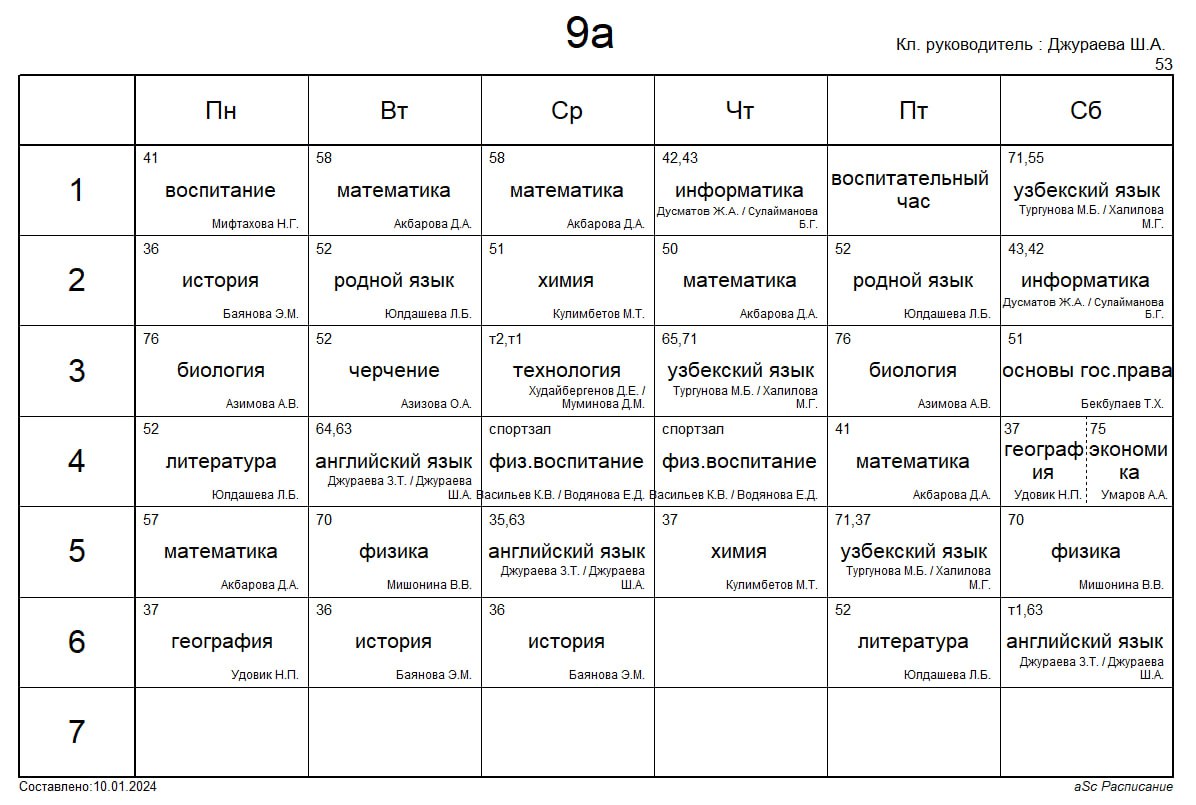 9а
Кл. руководитель : Джураева Ш.А.
53
Пн Вт Ср Чт Пт Сб
1
41
воспитание
Мифтахова Н.Г.
58
математика
Акбарова Д.А.
58
математика
Акбарова Д.А.
42,43
информатика
Дусматов Ж.А. / Сулайманова
Б.Г.
воспитательный
час
71,55
узбекский язык
Тургунова М.Б. / Халилова
М.Г.
2
36
история
Баянова Э.М.
52
родной язык
Юлдашева Л.Б.
51
химия
Кулимбетов М.Т.
50
математика
Акбарова Д.А.
52
родной язык
Юлдашева Л.Б.
43,42
информатика
Дусматов Ж.А. / Сулайманова
Б.Г.
3
76
биология
Азимова А.В.
52
черчение
Азизова О.А.
т2,т1
технология
Худайбергенов Д.Е. /
Муминова Д.М.
65,71
узбекский язык
Тургунова М.Б. / Халилова
М.Г.
76
биология
Азимова А.В.
51
основы гос.права
Бекбулаев Т.Х.
4
52
литература
Юлдашева Л.Б.
64,63
английский язык
Джураева З.Т. / Джураева
Ш.А.
спортзал
физ.воспитание
Васильев К.В. / Водянова Е.Д.
спортзал
физ.воспитание
Васильев К.В. / Водянова Е.Д.
41
математика
Акбарова Д.А.
37
географ
ия
Удовик Н.П.
75
экономи
ка
Умаров А.А.
5
57
математика
Акбарова Д.А.
70
физика
Мишонина В.В.
35,63
английский язык
Джураева З.Т. / Джураева
Ш.А.
37
химия
Кулимбетов М.Т.
71,37
узбекский язык
Тургунова М.Б. / Халилова
М.Г.
70
физика
Мишонина В.В.
6
37
география
Удовик Н.П.
36
история
Баянова Э.М.
36
история
Баянова Э.М.
52
литература
Юлдашева Л.Б.
т1,63
английский язык
Джураева З.Т. / Джураева
Ш.А.
7
Составлено:10.01.2024
aSc Расписание